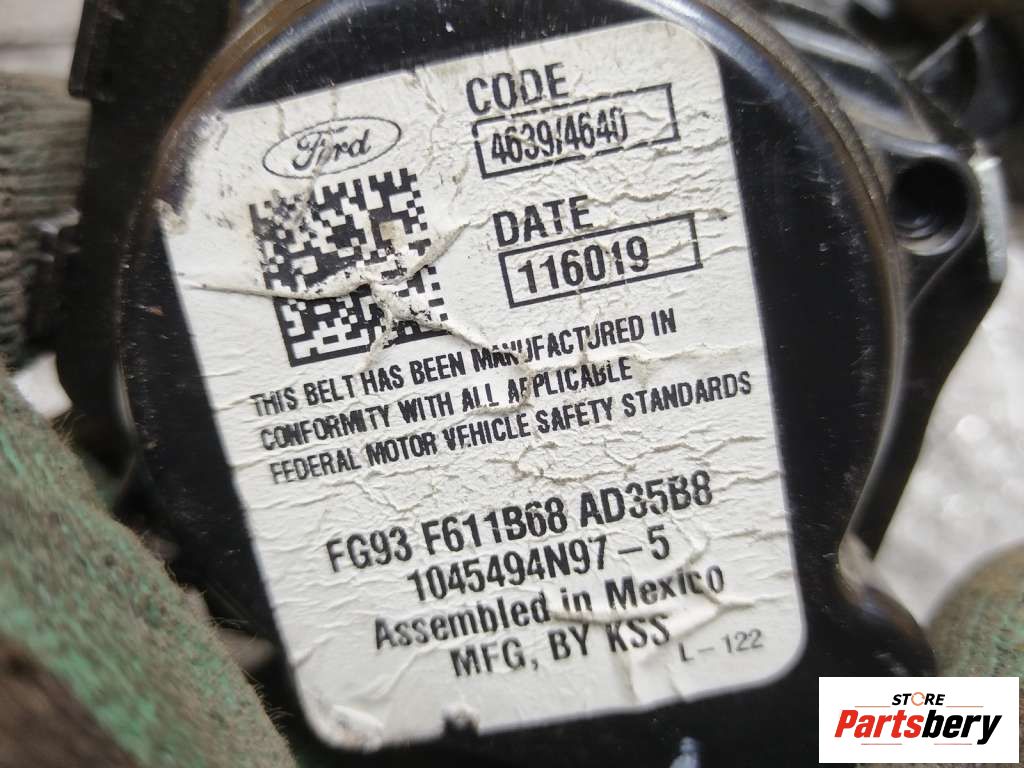 Ford
CODE
4639/4640
DATE
116019
THIS BELT HAS BEEN MANUFACTURED IN
CONFORMITY WITH ALL APPLICABLE
FEDERAL MOTOR VEHICLE SAFETY STANDARDS
FG93 F611B68 AD35B8
1045494N97-5
Assembled in Mexico
MFG, BY KSS
L-122
STORE
Partsbery